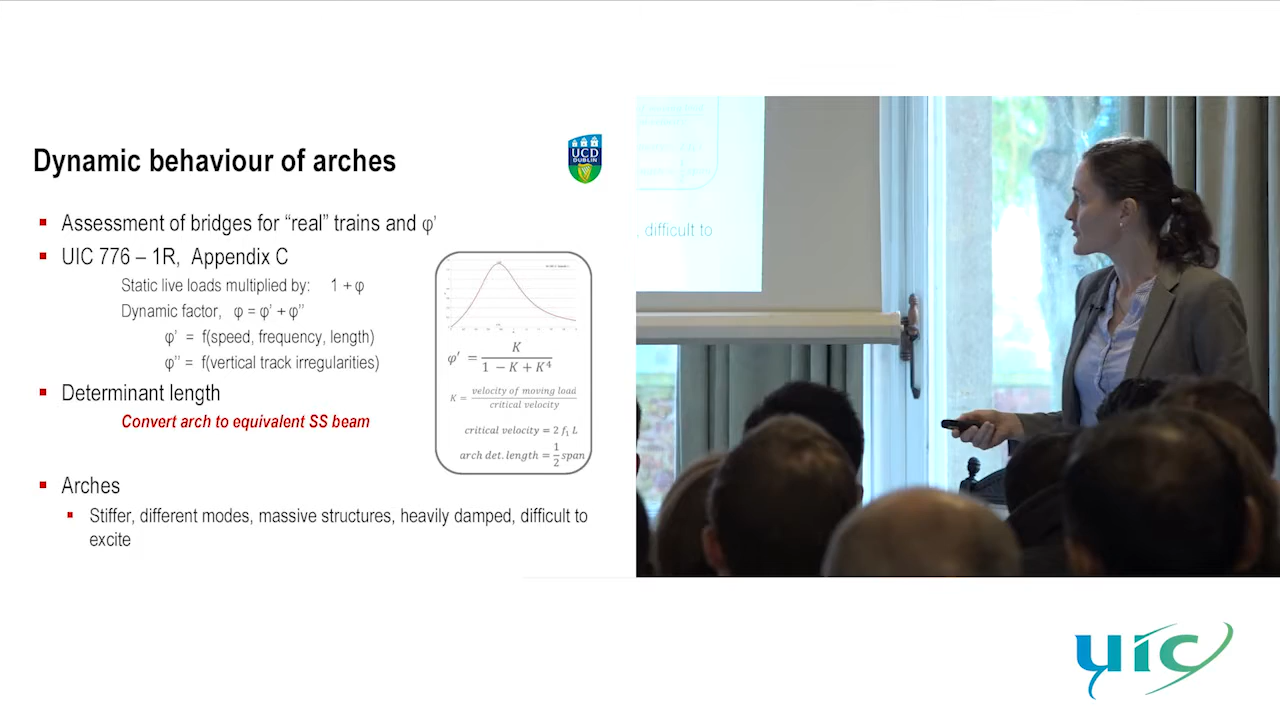 Dynamic behaviour of arches
UCD
DUBLIN
Assessment of bridges for “real” trains and φ’
UIC 776 – 1R, Appendix C
Static live loads multiplied by: 1 + φ
Dynamic factor, φ = φ’ + φ’’
φ’ = f(speed, frequency, length)
φ’’ = f(vertical track irregularities)
Determinant length
Convert arch to equivalent SS beam
φ′ = K / (1 − K + K⁴)
K = velocity of moving load / critical velocity
critical velocity = 2 f₁ L
arch det. length = 1/2 span
Arches
Stiffer, different modes, massive structures, heavily damped, difficult to
excite
, difficult to
uic